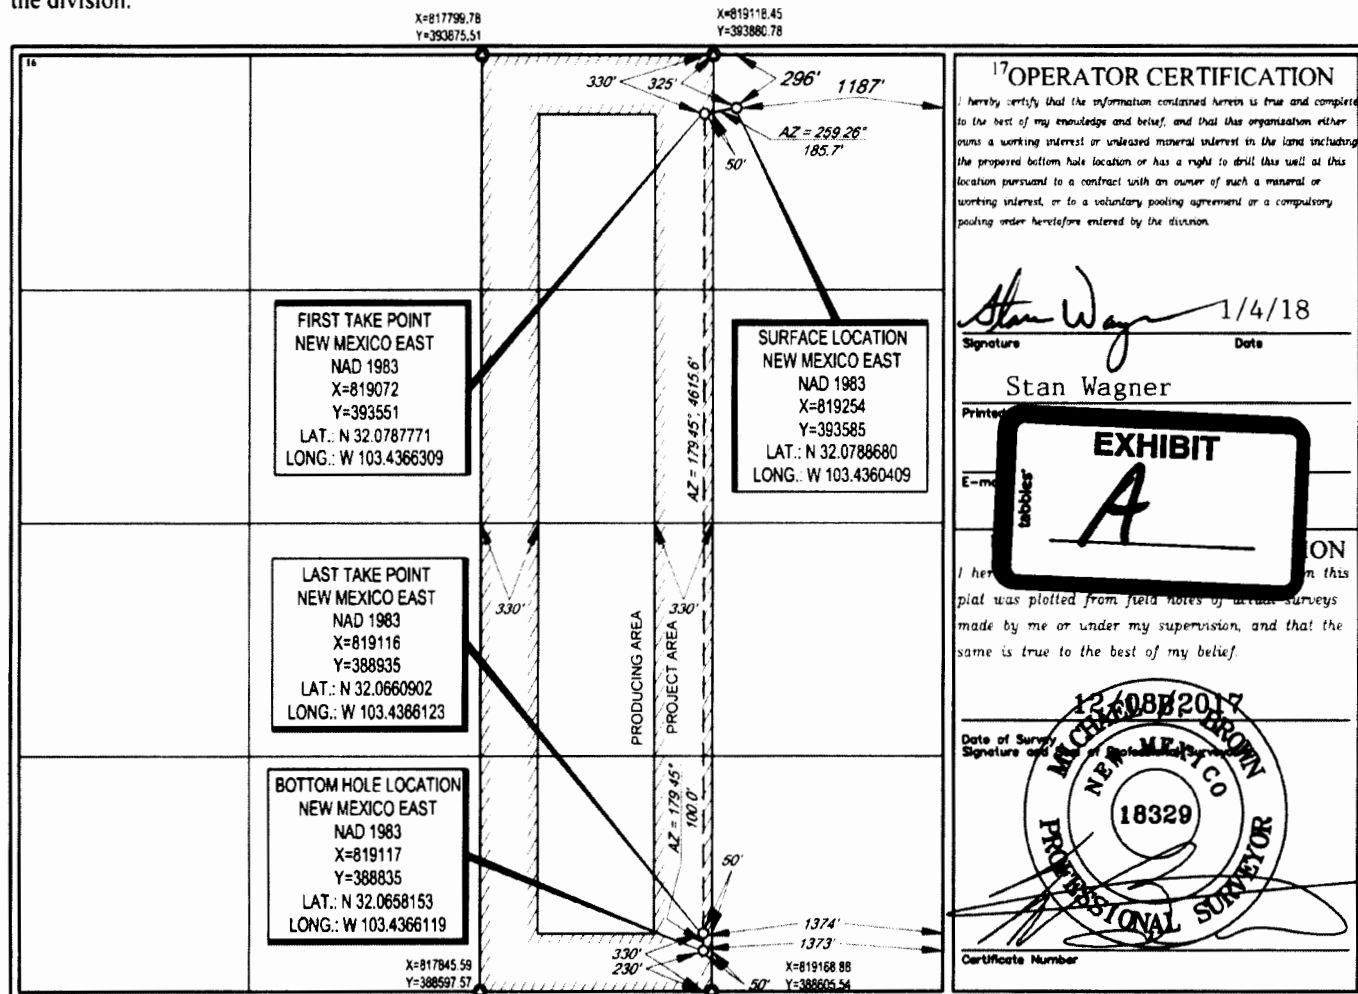 the division.
X=817799.78
Y=393875.51
X=819118.45
Y=393880.78
16
330'
325'
296'
1187'
AZ = 259.26°
185.7'
50'
FIRST TAKE POINT
NEW MEXICO EAST
NAD 1983
X=819072
Y=393551
LAT.: N 32.0787771
LONG.: W 103.4366309
SURFACE LOCATION
NEW MEXICO EAST
NAD 1983
X=819254
Y=393585
LAT.: N 32.0788680
LONG.: W 103.4360409
AZ = 179.45°, 4615.6'
330'
330'
LAST TAKE POINT
NEW MEXICO EAST
NAD 1983
X=819116
Y=388935
LAT.: N 32.0660902
LONG.: W 103.4366123
PRODUCING AREA
PROJECT AREA
BOTTOM HOLE LOCATION
NEW MEXICO EAST
NAD 1983
X=819117
Y=388835
LAT.: N 32.0658153
LONG.: W 103.4366119
AZ = 179.45°
100.0'
50'
1374'
1373'
330'
230'
50'
X=817845.59
Y=388597.57
X=819168.88
Y=388605.54
17 OPERATOR CERTIFICATION
I hereby certify that the information contained herein is true and complete
to the best of my knowledge and belief, and that this organization either
owns a working interest or unleased mineral interest in the land including
the proposed bottom hole location or has a right to drill this well at this
location pursuant to a contract with an owner of such a mineral or
working interest, or to a voluntary pooling agreement or a compulsory
pooling order heretofore entered by the division.
Stan Wagner 1/4/18
Signature Date
Stan Wagner
Printed
E-ma
EXHIBIT
A
tabbies'
ION
I her n this
plat was plotted from field notes of actual surveys
made by me or under my supervision, and that the
same is true to the best of my belief.
12/08/2017
Date of Survey
Signature and Seal of Professional Surveyor
MICHAEL B. BROWN
NEW MEXICO
18329
PROFESSIONAL SURVEYOR
Certificate Number